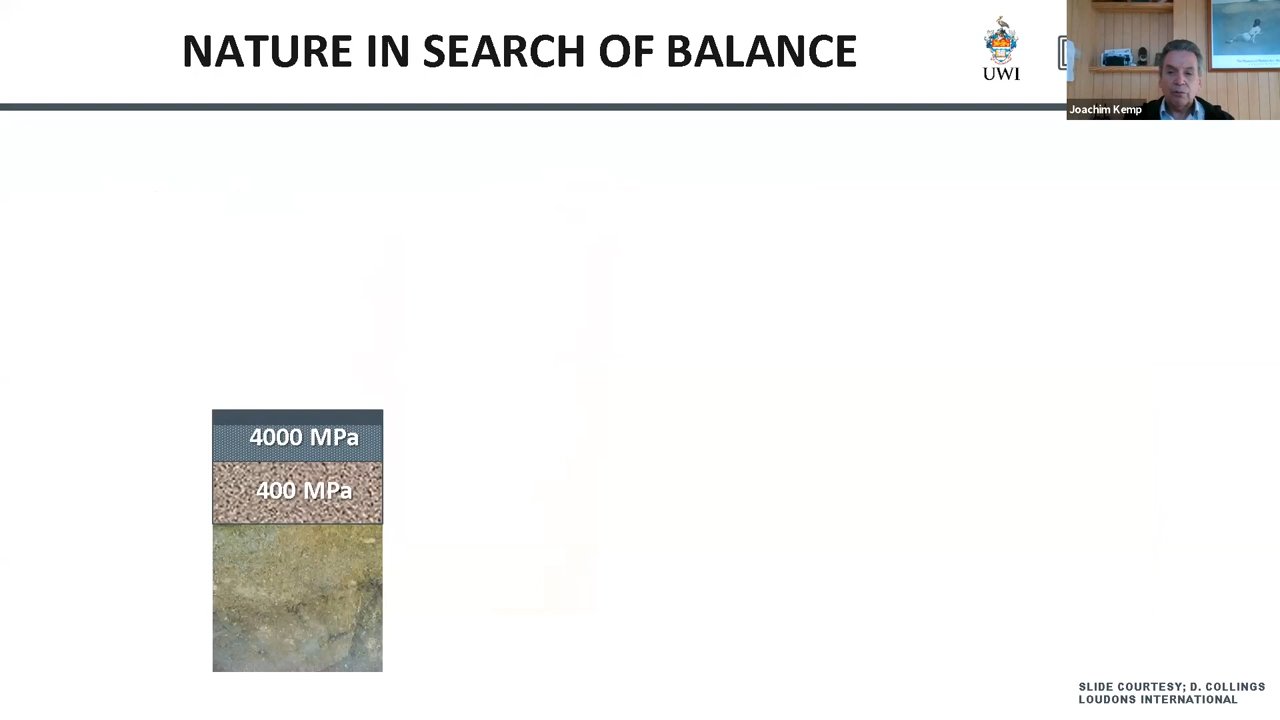 NATURE IN SEARCH OF BALANCE
UWI
Joachim Kemp
4000 MPa
400 MPa
SLIDE COURTESY; D. COLLINGS
LOUDONS INTERNATIONAL